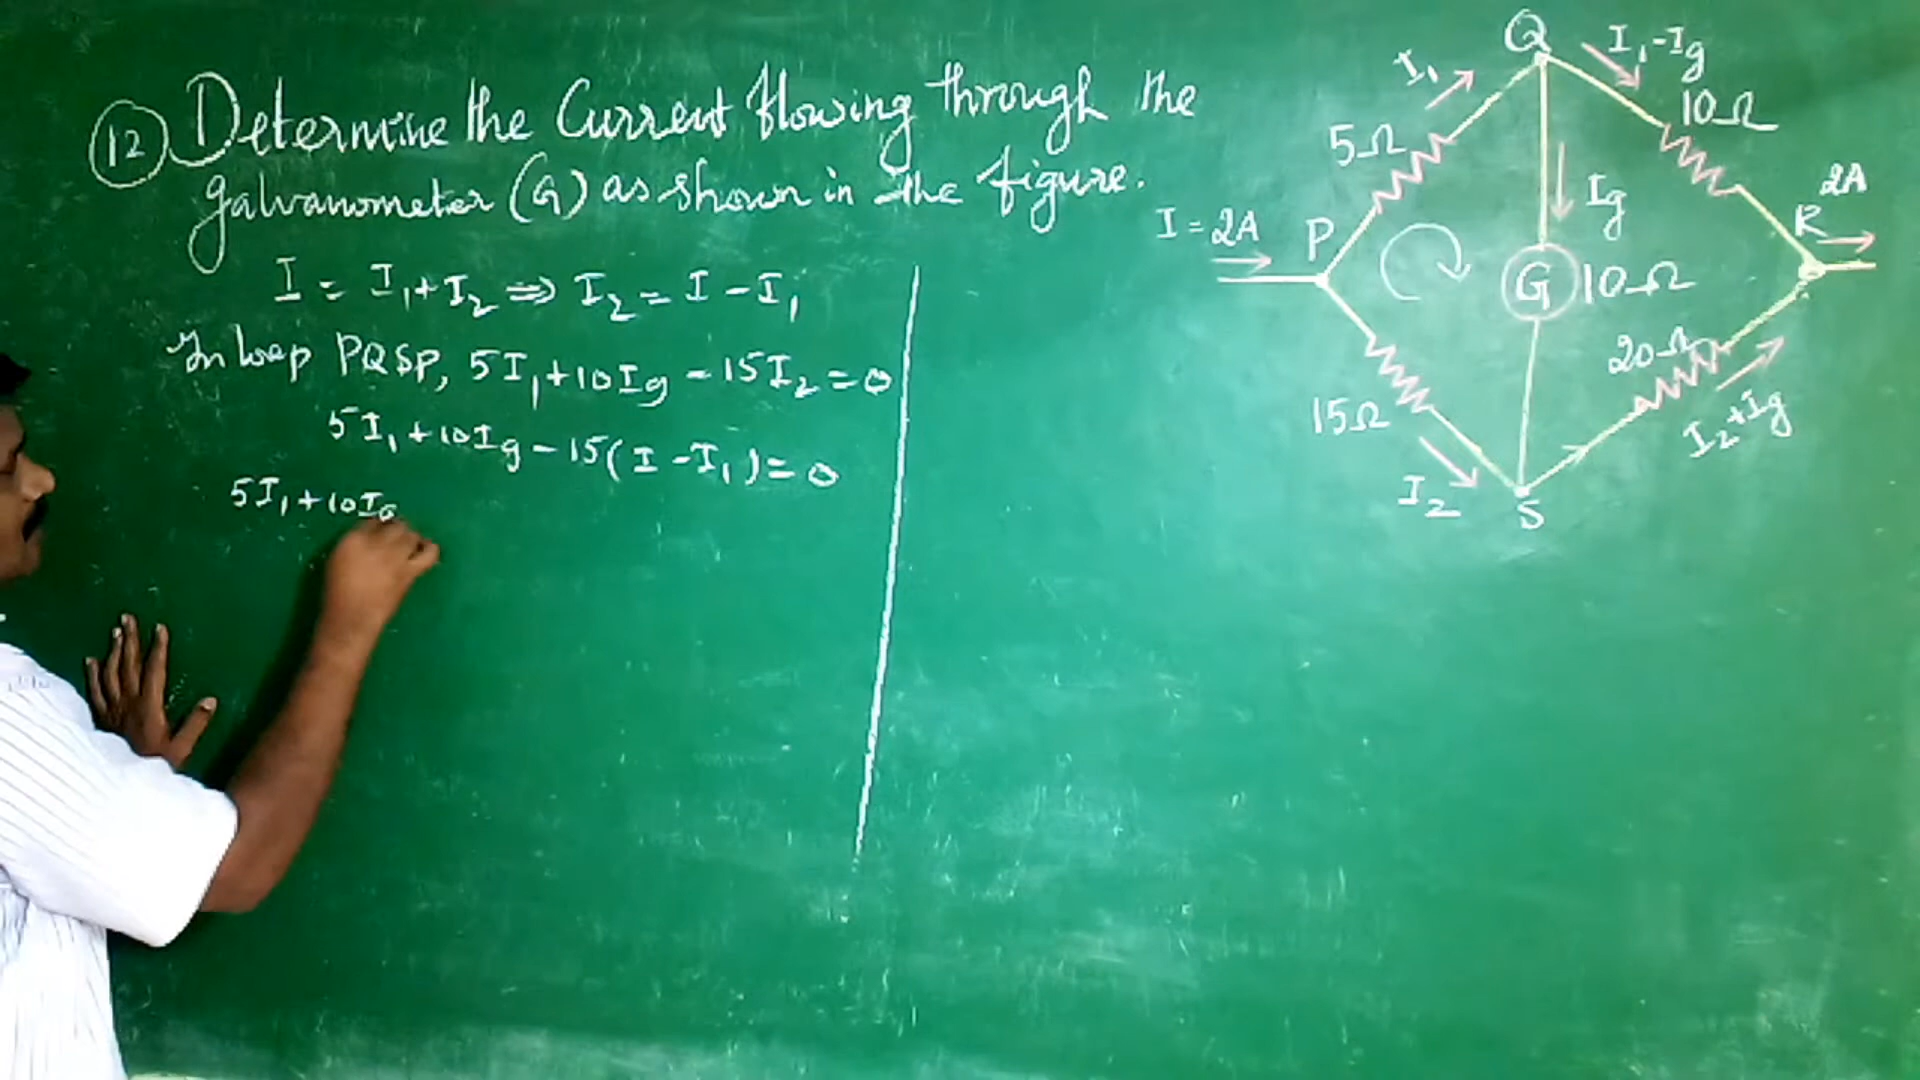 12 Determine the Current flowing through the
galvanometer (G) as shown in the figure.
I = I₁+I₂ ⇒ I₂ = I - I₁
In loop PQSP, 5I₁+10Ig - 15I₂ = 0
5I₁ + 10Ig - 15(I - I₁) = 0
5I₁ + 10Ig
Q
I₁
I₁-Ig
10Ω
5Ω
Ig
2A
R
I = 2A
P
G
10Ω
20Ω
15Ω
I₂+Ig
I₂
S